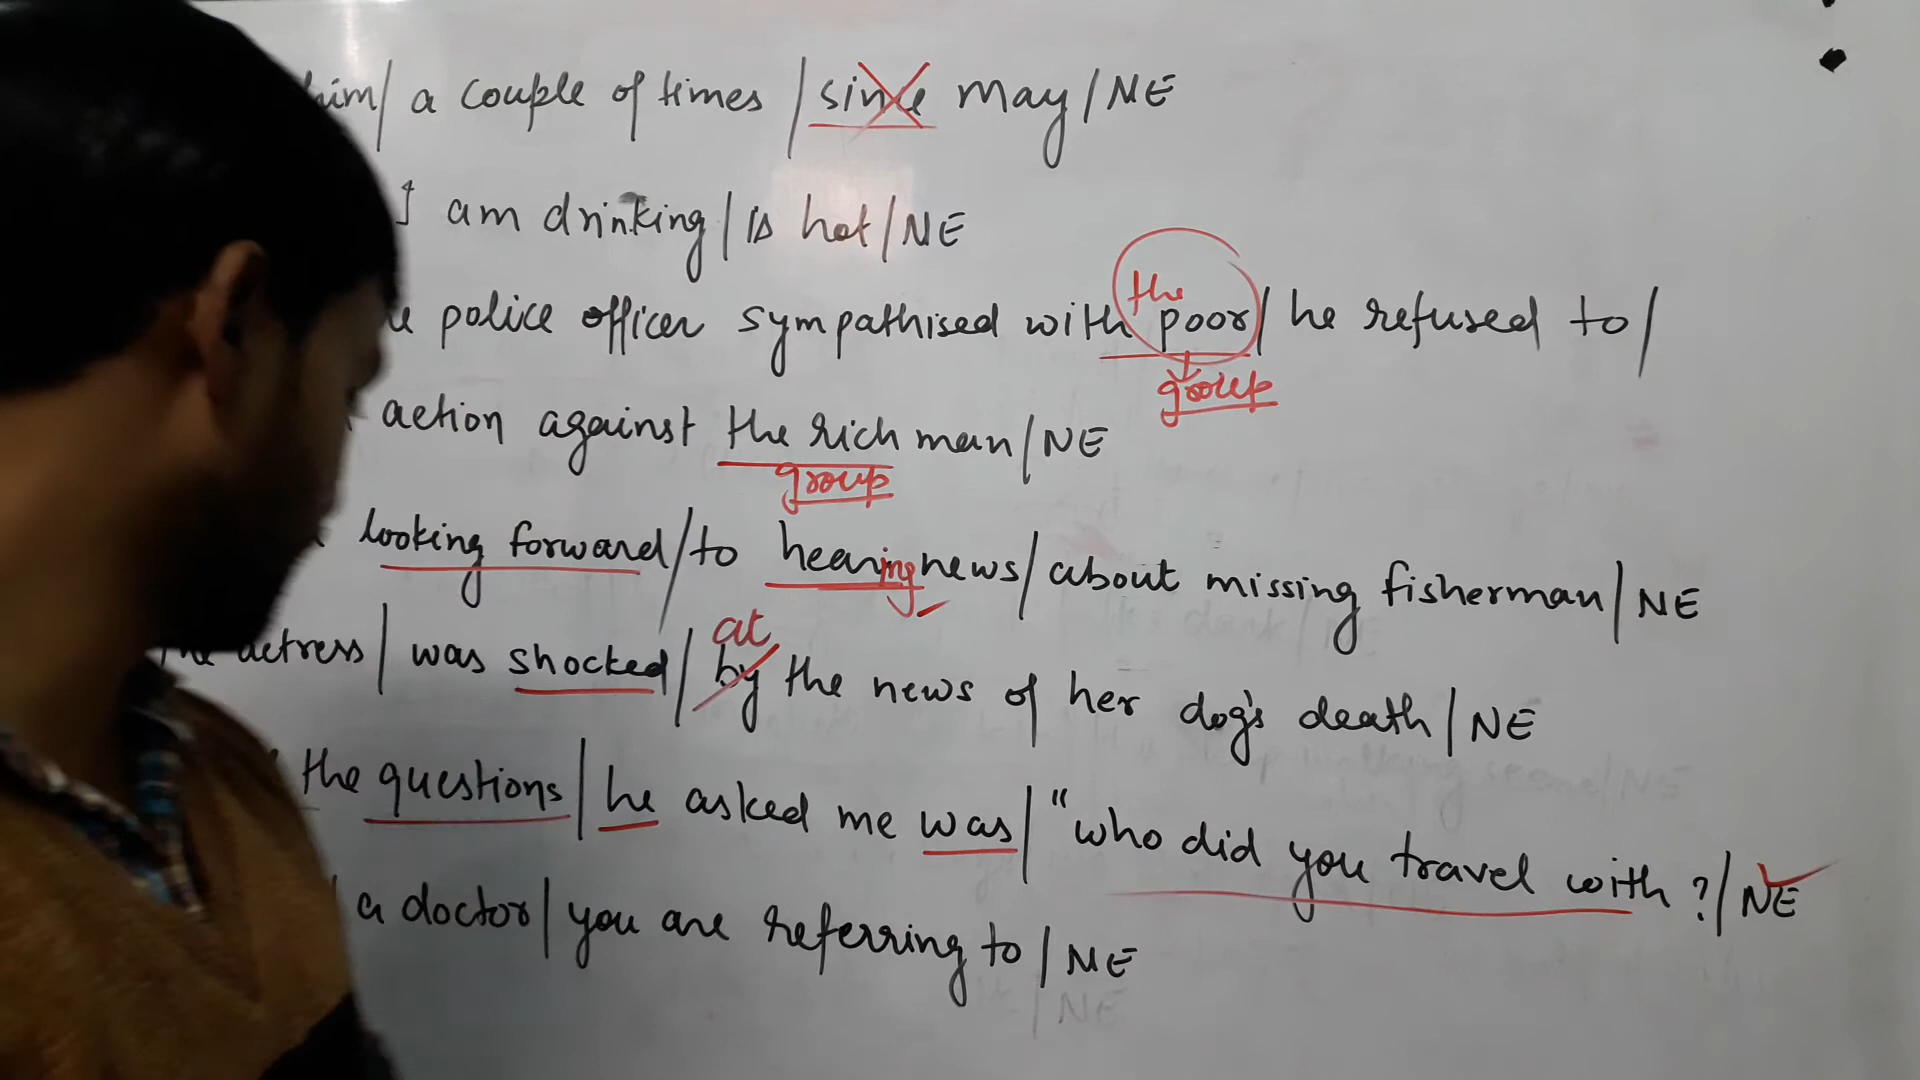 him/ a couple of times / since may / NE
I am drinking / is hot / NE
the
police officer sympathised with poor / he refused to /
group
action against the rich man / NE
group
looking forward / to hearing news / about missing fisherman / NE
at
the actress / was shocked / by the news of her dog's death / NE
the questions / he asked me was / "who did you travel with ? / NE
a doctor / you are referring to / NE